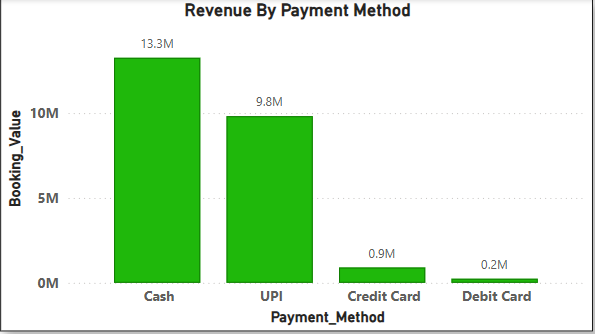 Revenue By Payment Method
13.3M
9.8M
0.9M
0.2M
10M
5M
0M
Booking_Value
Cash
UPI
Credit Card
Debit Card
Payment_Method